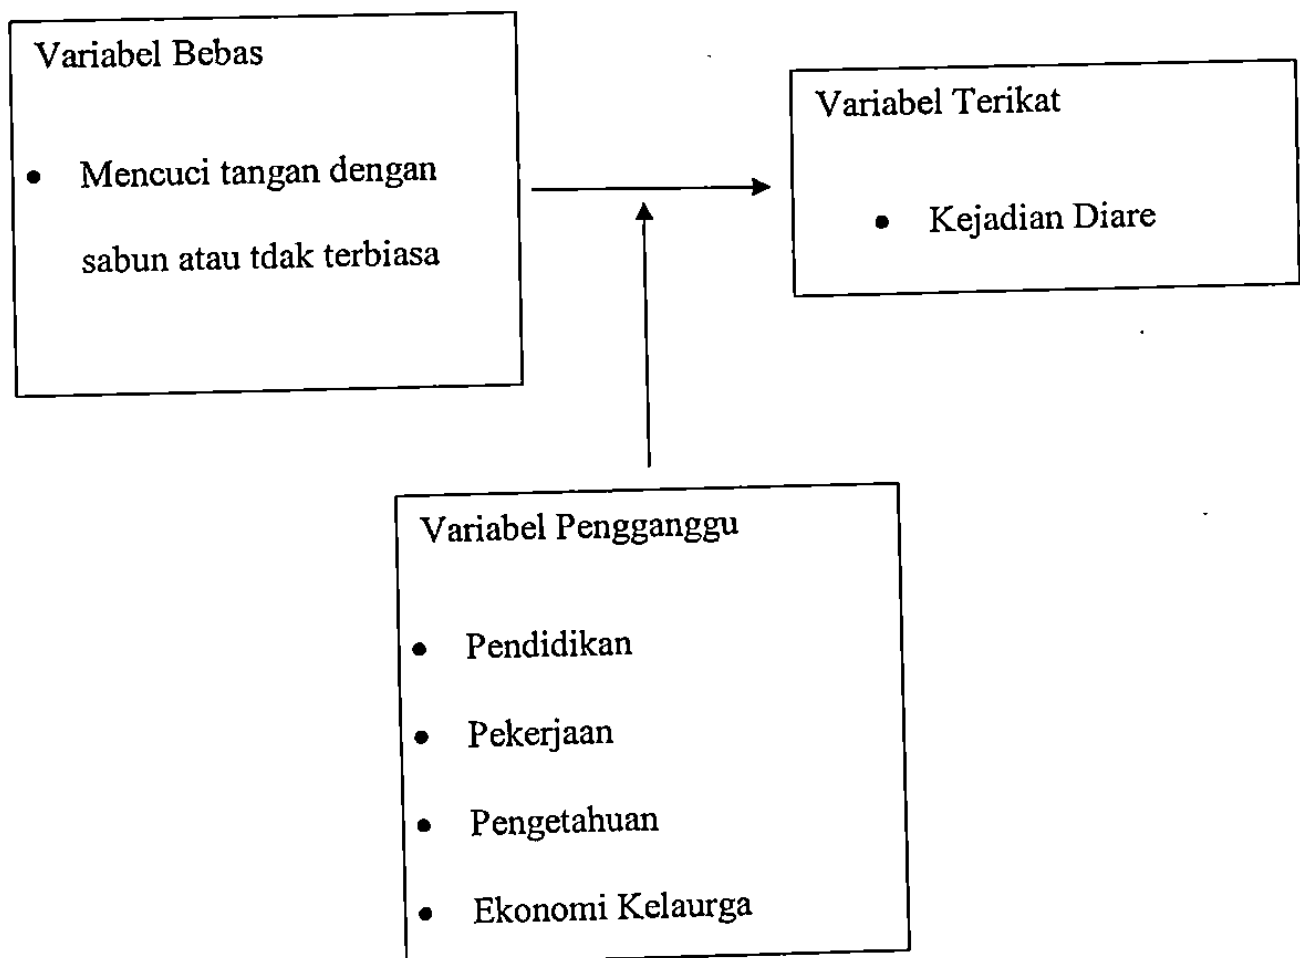 Variabel Bebas
• Mencuci tangan dengan
sabun atau tdak terbiasa
Variabel Terikat
• Kejadian Diare
Variabel Pengganggu
• Pendidikan
• Pekerjaan
• Pengetahuan
• Ekonomi Kelaurga